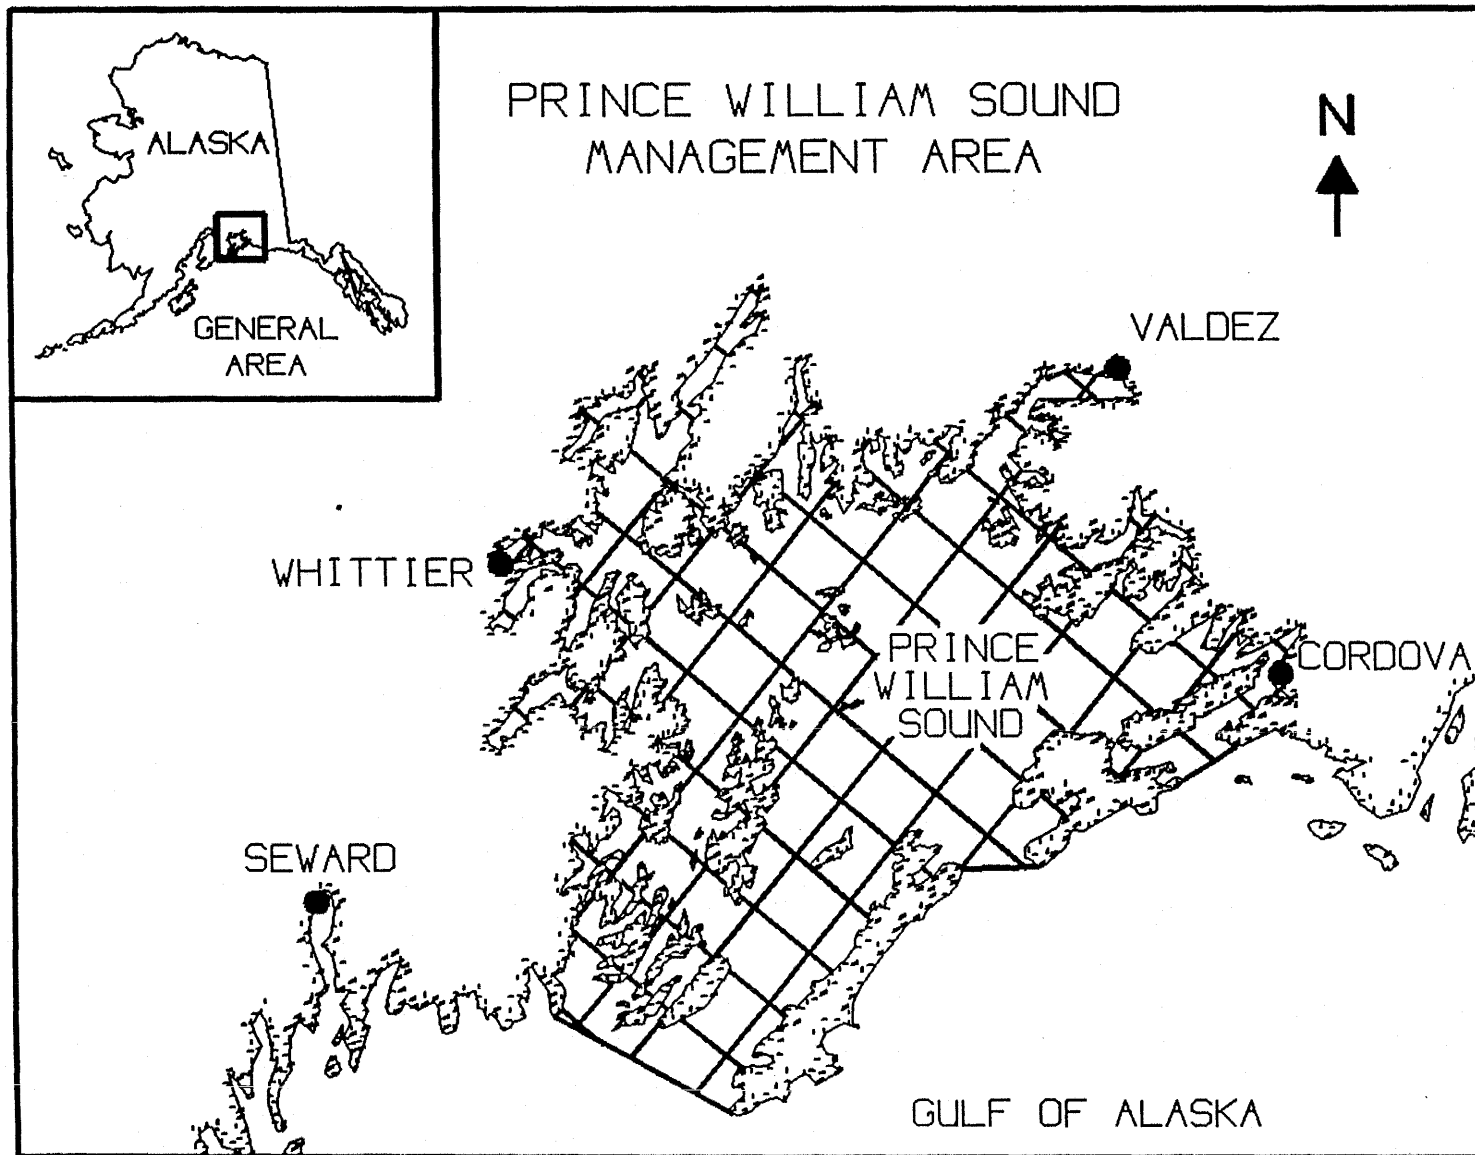 ALASKA
GENERAL
AREA
PRINCE WILLIAM SOUND
MANAGEMENT AREA
N
VALDEZ
WHITTIER
PRINCE
WILLIAM
SOUND
CORDOVA
SEWARD
GULF OF ALASKA